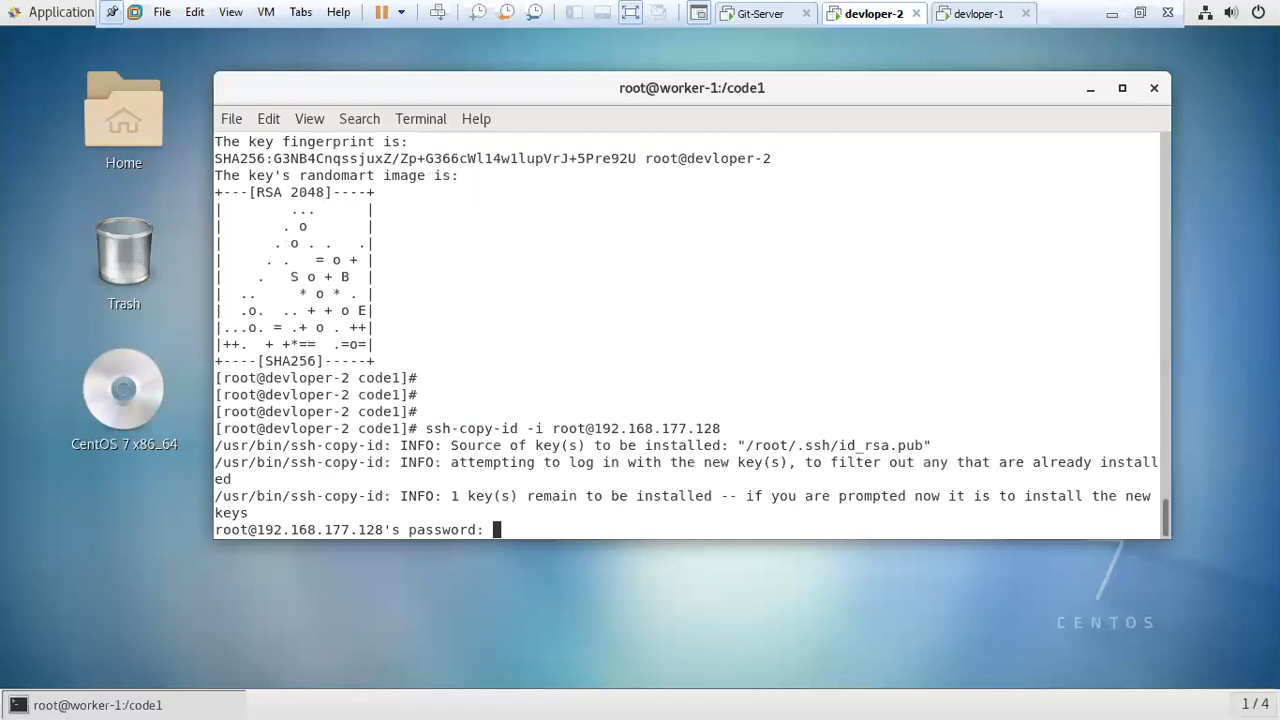 Application File Edit View VM Tabs Help Git-Server devloper-2 devloper-1
root@worker-1:/code1
File Edit View Search Terminal Help
Home
Trash
CentOS 7 x86_64
The key fingerprint is:
SHA256:G3NB4CnqssjuxZ/Zp+G366cWl14w1lupVrJ+5Pre92U root@devloper-2
The key's randomart image is:
+---[RSA 2048]----+
|        ...      |
|       . o       |
|      . o . .   .|
|     . .   = o + |
|    .   S o + B  |
|  ..     * o * . |
| .o.  .. + + o E|
|...o. = .+ o . ++|
|++.  + +*==  .=o=|
+----[SHA256]-----+
[root@devloper-2 code1]#
[root@devloper-2 code1]#
[root@devloper-2 code1]#
[root@devloper-2 code1]# ssh-copy-id -i root@192.168.177.128
/usr/bin/ssh-copy-id: INFO: Source of key(s) to be installed: "/root/.ssh/id_rsa.pub"
/usr/bin/ssh-copy-id: INFO: attempting to log in with the new key(s), to filter out any that are already install
ed
/usr/bin/ssh-copy-id: INFO: 1 key(s) remain to be installed -- if you are prompted now it is to install the new
keys
root@192.168.177.128's password:
7
CENTOS
root@worker-1:/code1
1 / 4